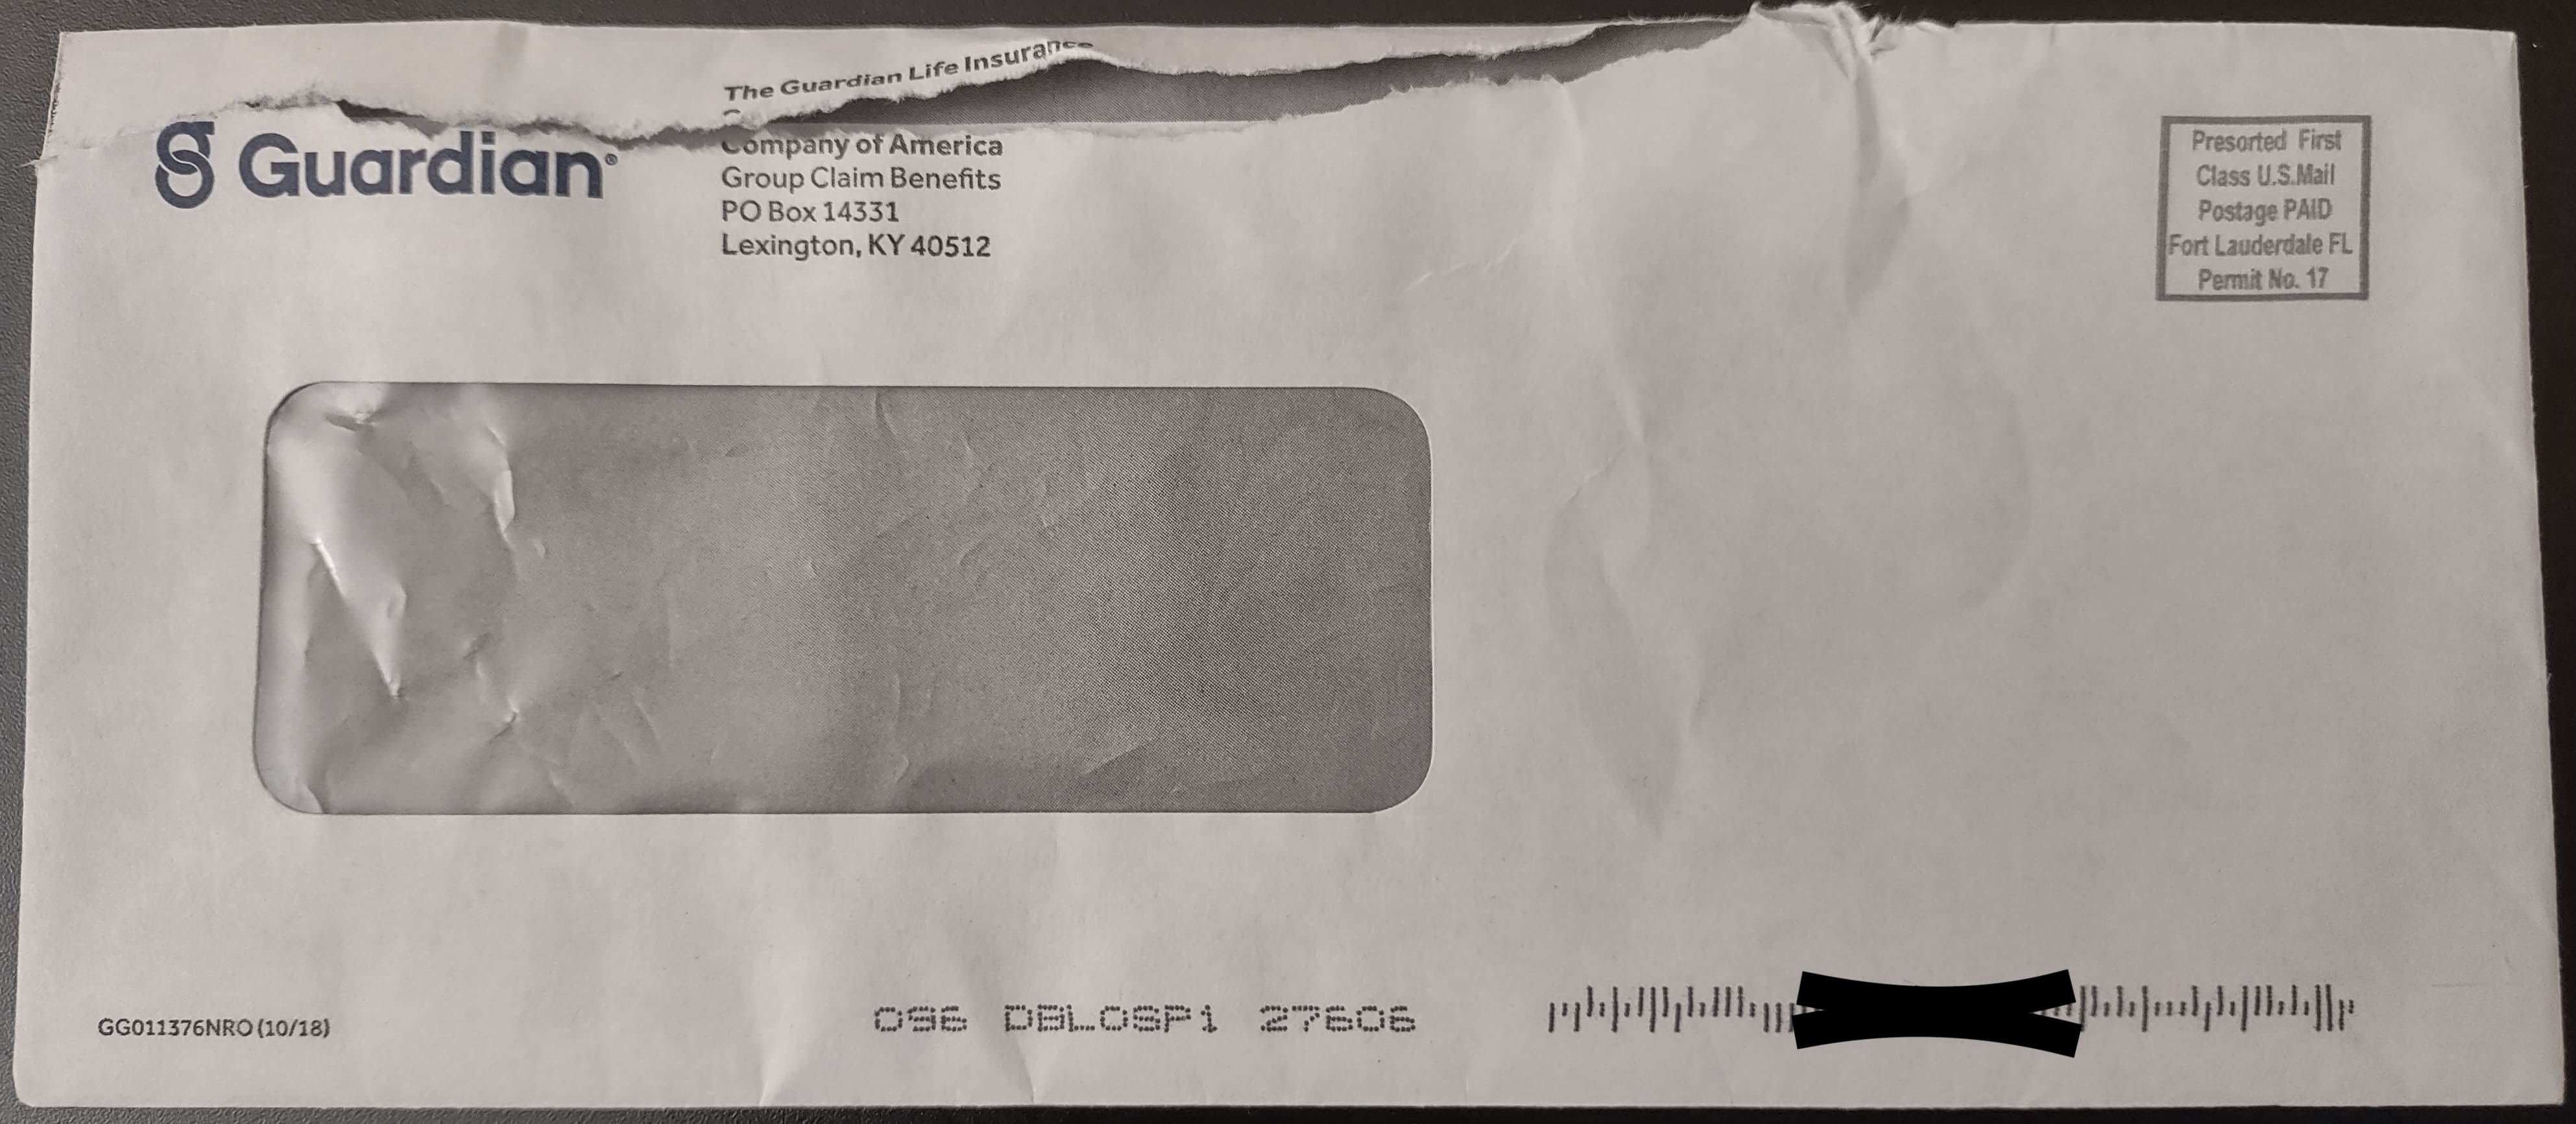 The Guardian Life Insurance
Guardian®
Company of America
Group Claim Benefits
PO Box 14331
Lexington, KY 40512
Presorted First
Class U.S.Mail
Postage PAID
Fort Lauderdale FL
Permit No. 17
GG011376NRO (10/18)
096 DBLOSP1 27606